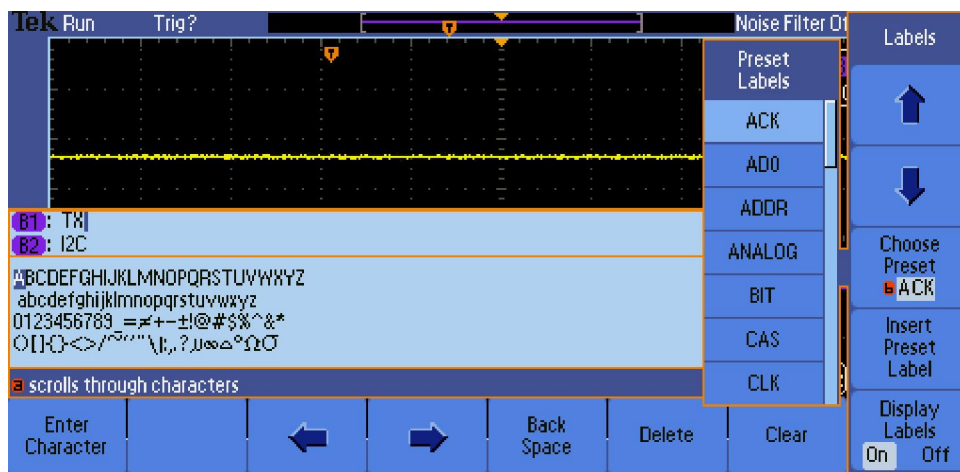 Tek Run Trig?
Noise Filter Of
Labels
Preset
Labels
ACK
AD0
ADDR
ANALOG
BIT
CAS
CLK
B1: TX
B2: I2C
ABCDEFGHIJKLMNOPQRSTUVWXYZ
abcdefghijklmnopqrstuvwxyz
0123456789_=≠+-±!@#$%^&*
a scrolls through characters
Choose
Preset
b ACK
Insert
Preset
Label
Display
Labels
On Off
Enter
Character
Back
Space
Delete
Clear